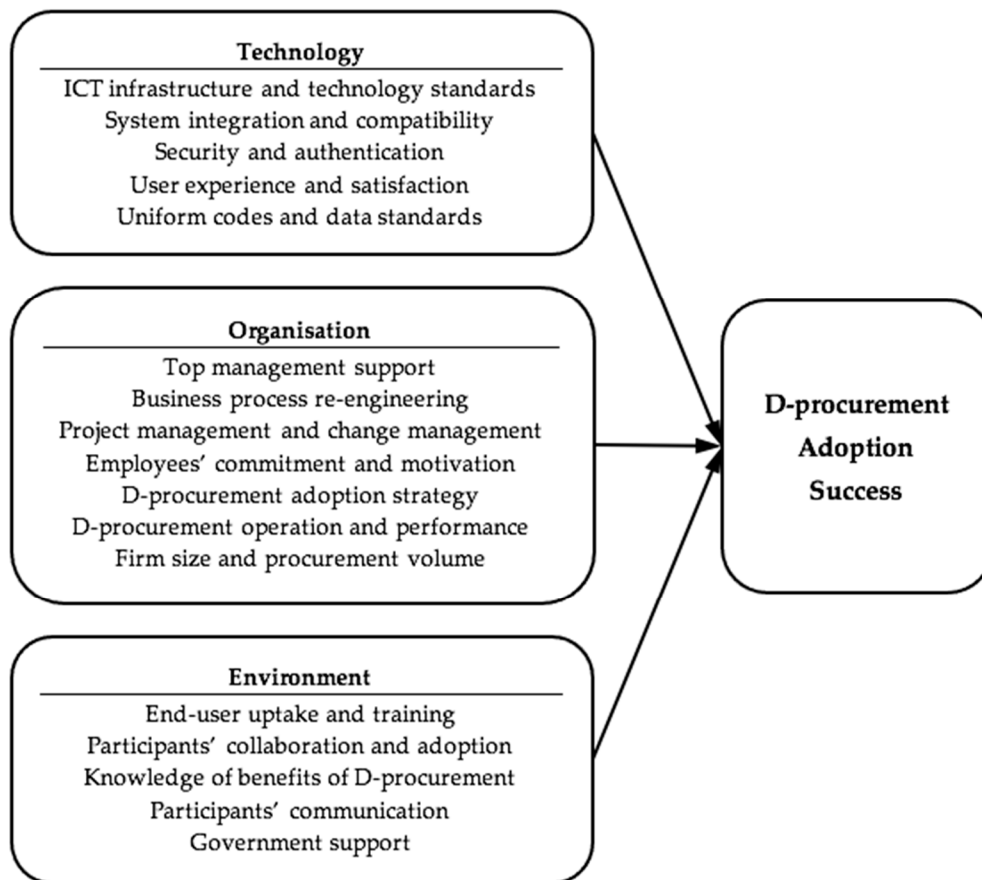 Technology
ICT infrastructure and technology standards
System integration and compatibility
Security and authentication
User experience and satisfaction
Uniform codes and data standards
Organisation
Top management support
Business process re-engineering
Project management and change management
Employees’ commitment and motivation
D-procurement adoption strategy
D-procurement operation and performance
Firm size and procurement volume
Environment
End-user uptake and training
Participants’ collaboration and adoption
Knowledge of benefits of D-procurement
Participants’ communication
Government support
D-procurement
Adoption
Success